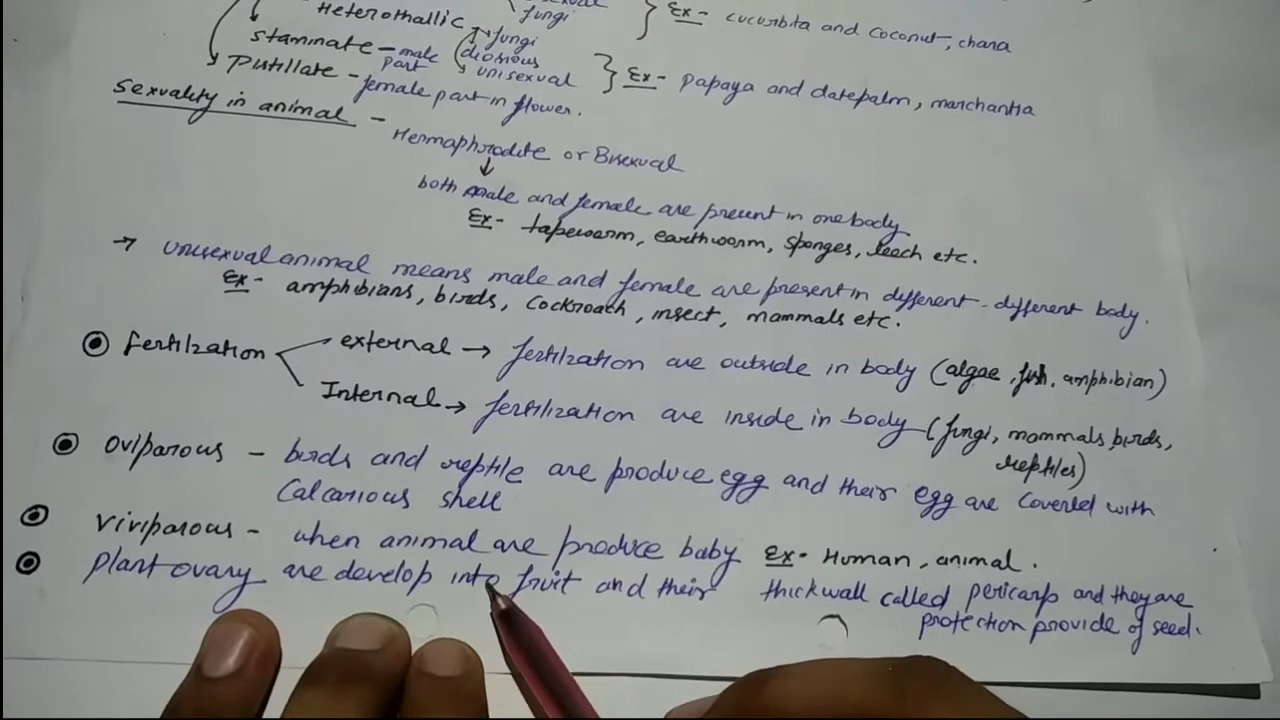 Heterothallic
fungi
} Ex- cucurbita and coconut, chara
fungi
diosious
unisexual
staminate - male part
Pistillate - female part in flower.
} Ex- papaya and datepalm, marchantia
Sexuality in animal - Hermaphrodite or Bisexual
both male and female are present in one body
Ex- tapeworm, earthworm, sponges, leech etc.
→ unisexual animal means male and female are present in different-different body.
Ex- amphibians, birds, cockroach, insect, mammals etc.
fertilization
external → fertilzation are outside in body (algae, fish, amphibian)
Internal → fertilization are inside in body (fungi, mammals, birds,
reptiles)
oviparous - birds and reptile are produce egg and their egg are covered with
Calcarious shell
viviparous - when animal are produce baby Ex- Human, animal.
plant ovary are develop into fruit and their thickwall called pericarp and they are
protection provide of seed.